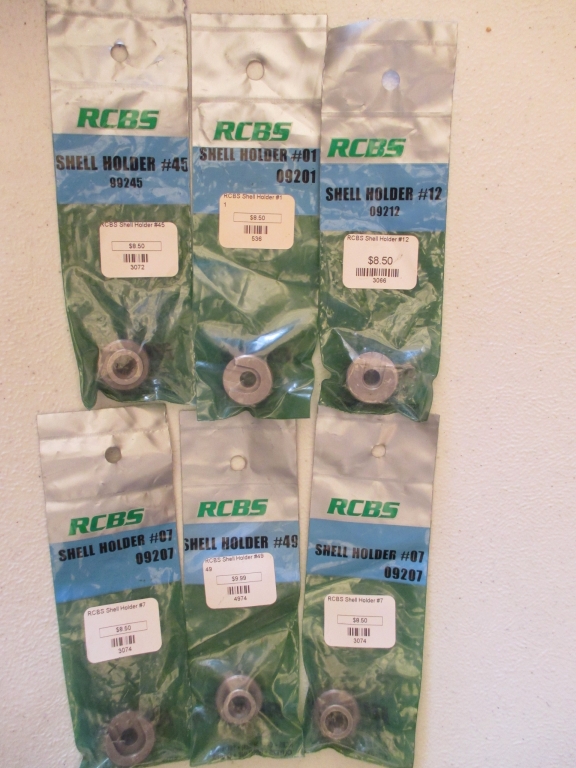 RCBS
SHELL HOLDER #45
99245
RCBS Shell Holder #45
$8.50
3072
RCBS
SHELL HOLDER #01
09201
RCBS Shell Holder #1
1
$8.50
536
RCBS
SHELL HOLDER #12
09212
RCBS Shell Holder #12
$8.50
3086
RCBS
SHELL HOLDER #07
09207
RCBS Shell Holder #7
$8.50
3074
RCBS
SHELL HOLDER #49
RCBS Shell Holder #49
49
$9.99
4974
RCBS
SHELL HOLDER #07
09207
RCBS Shell Holder #7
$8.50
3074